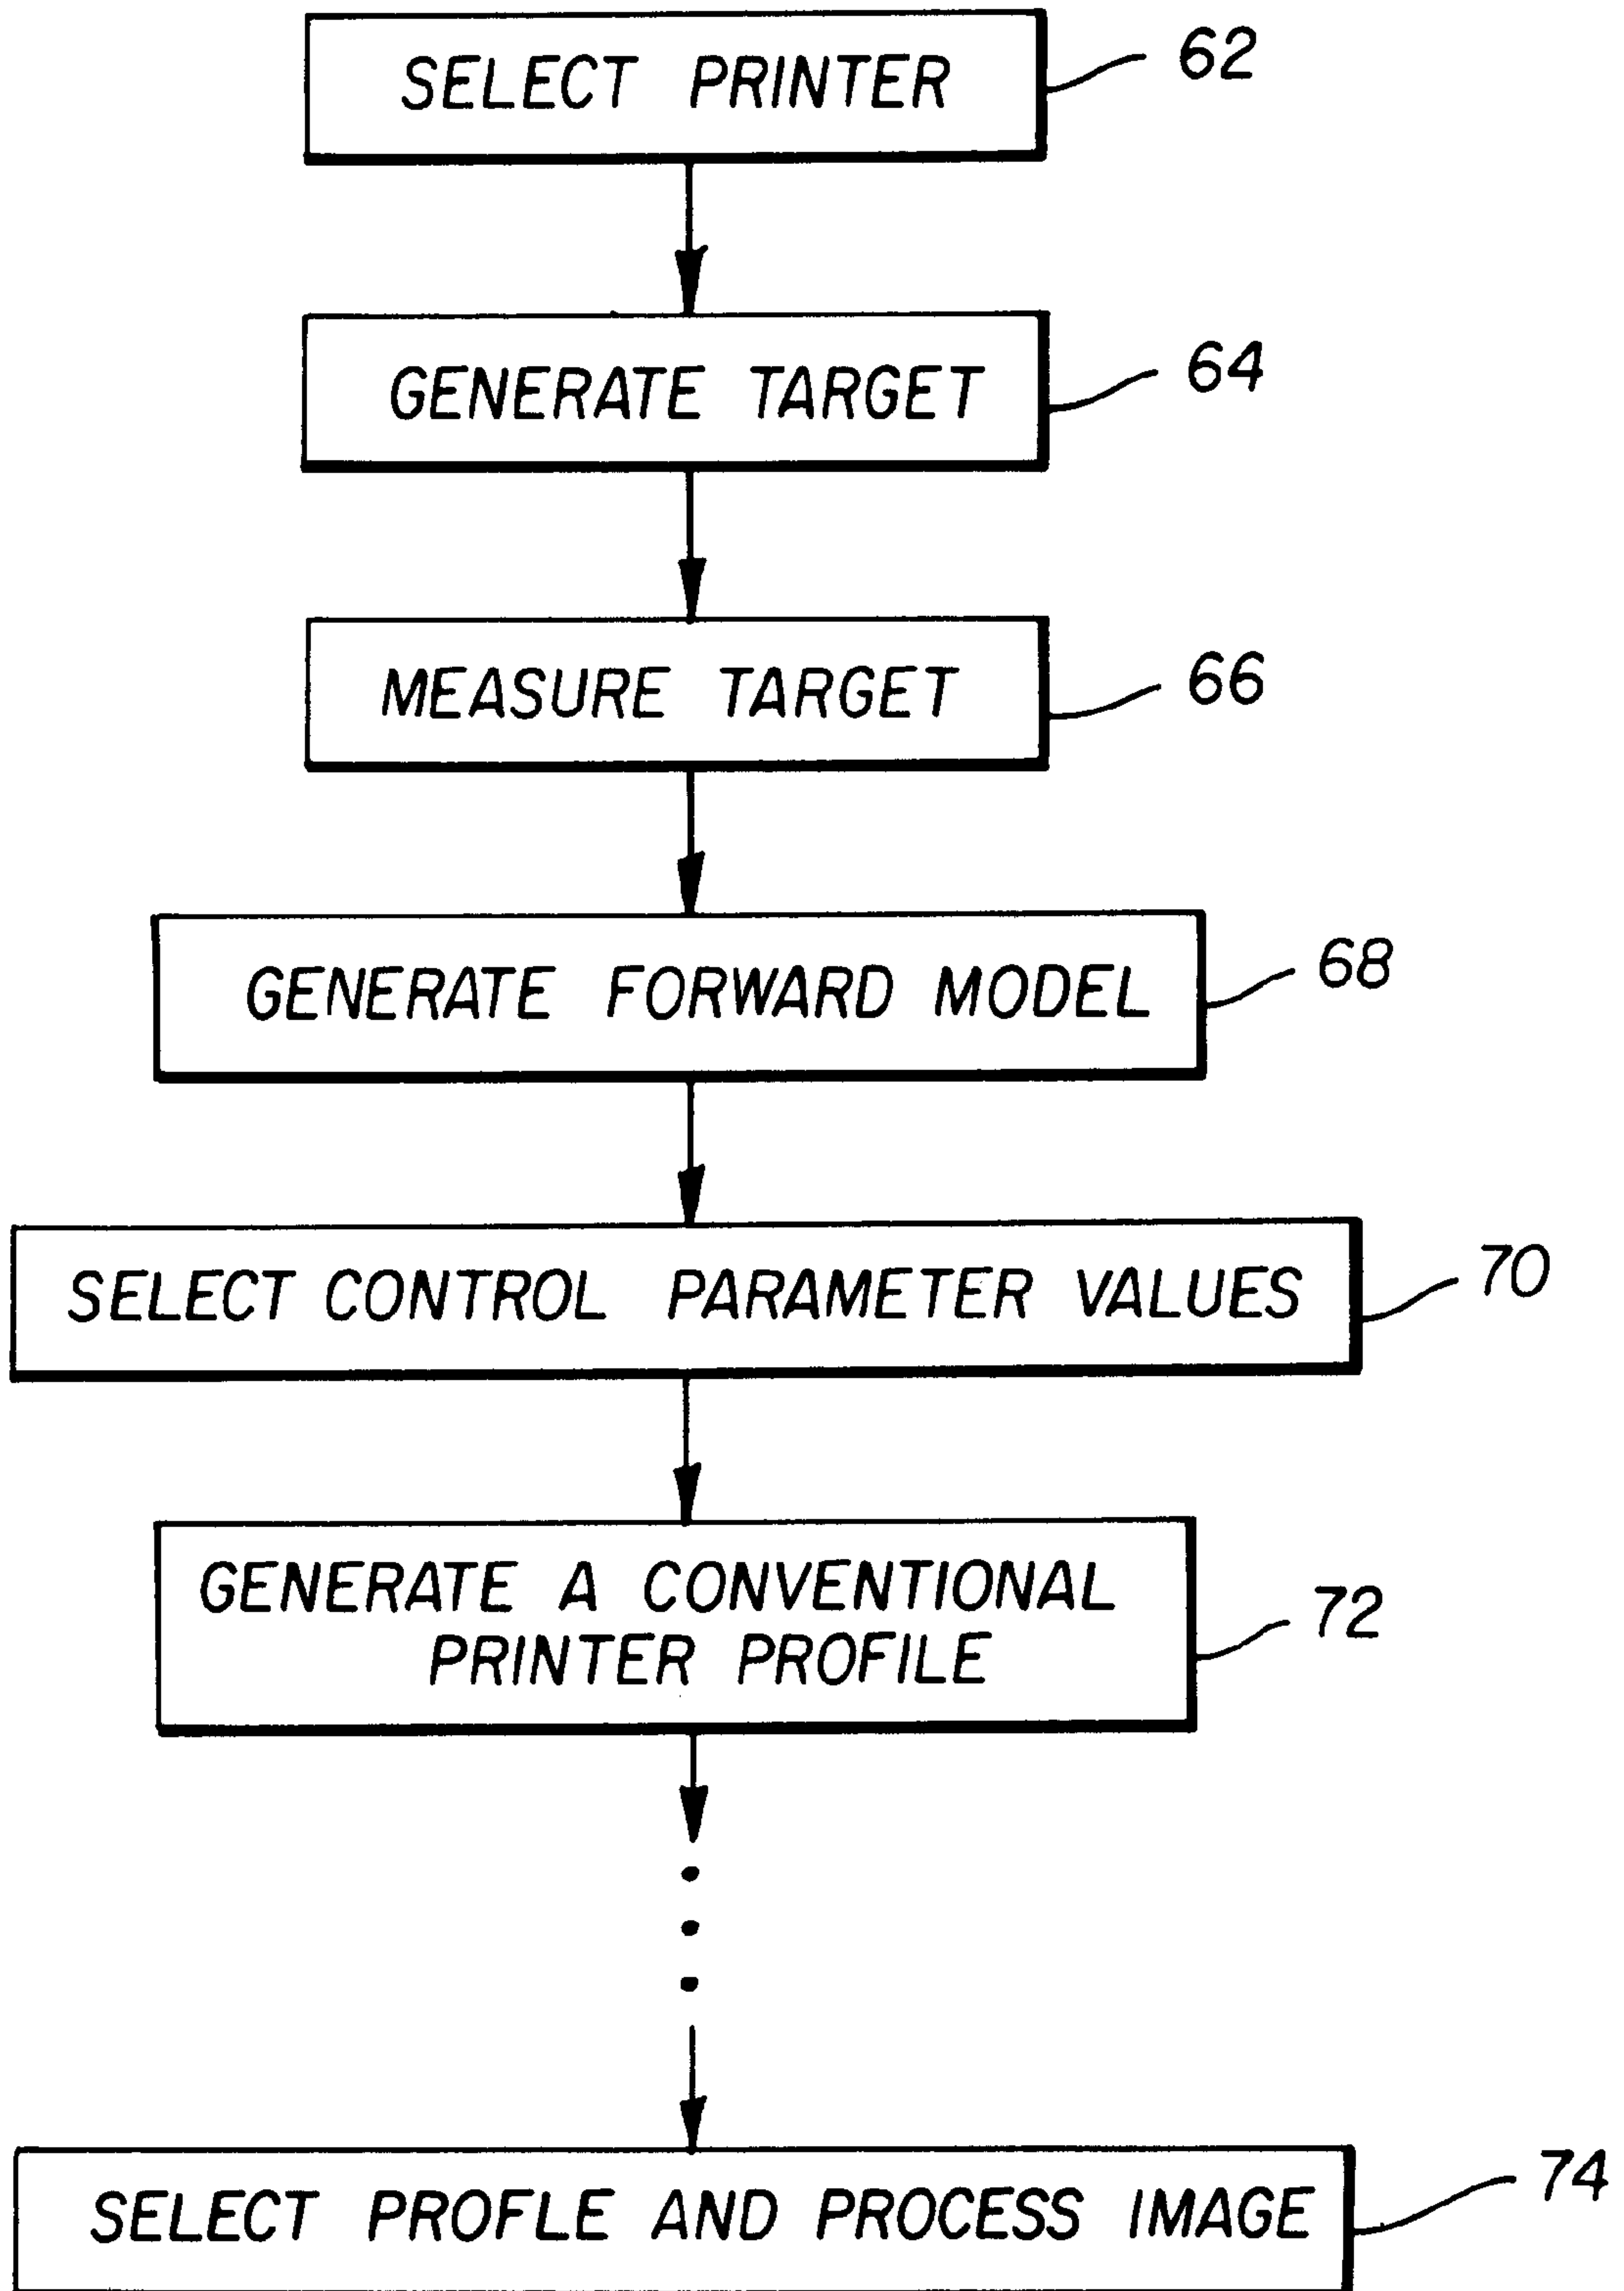 SELECT PRINTER
62
GENERATE TARGET
64
MEASURE TARGET
66
GENERATE FORWARD MODEL
68
SELECT CONTROL PARAMETER VALUES
70
GENERATE A CONVENTIONAL
PRINTER PROFILE
72
SELECT PROFLE AND PROCESS IMAGE
74